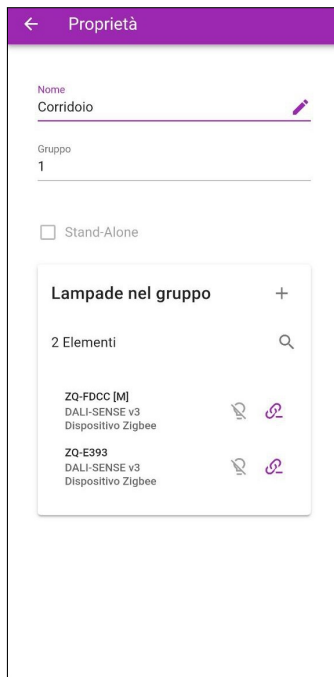 Proprietà
Nome
Corridoio
Gruppo
1
Stand-Alone
Lampade nel gruppo
2 Elementi
ZQ-FDCC [M]
DALI-SENSE v3
Dispositivo Zigbee
ZQ-E393
DALI-SENSE v3
Dispositivo Zigbee